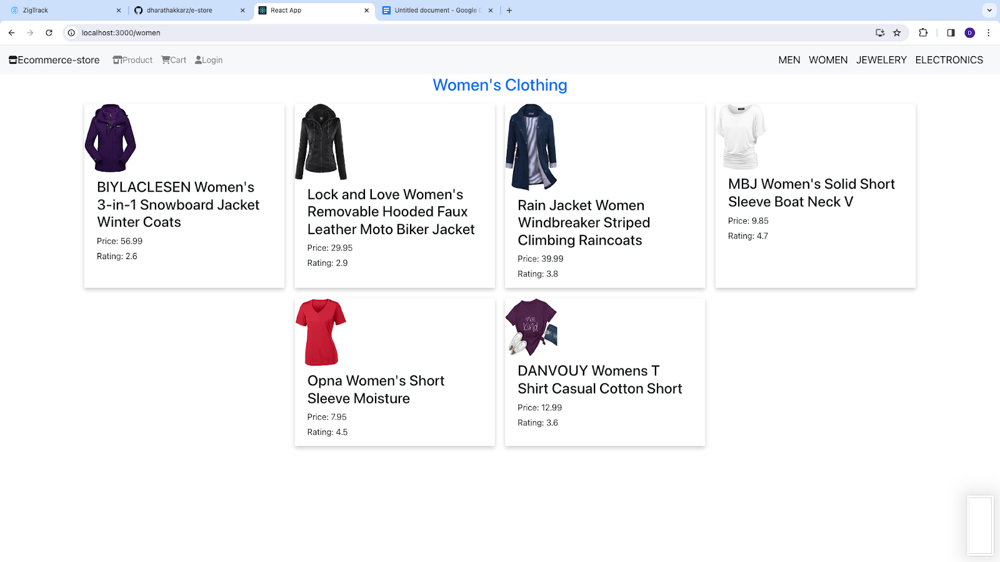 ZigTrack
dharathakkarz/e-store
React App
Untitled document - Google D
localhost:3000/women
D
Ecommerce-store
Product
Cart
Login
MEN
WOMEN
JEWELERY
ELECTRONICS
Women's Clothing
BIYLACLESEN Women's
3-in-1 Snowboard Jacket
Winter Coats
Price: 56.99
Rating: 2.6
Lock and Love Women's
Removable Hooded Faux
Leather Moto Biker Jacket
Price: 29.95
Rating: 2.9
Rain Jacket Women
Windbreaker Striped
Climbing Raincoats
Price: 39.99
Rating: 3.8
MBJ Women's Solid Short
Sleeve Boat Neck V
Price: 9.85
Rating: 4.7
Opna Women's Short
Sleeve Moisture
Price: 7.95
Rating: 4.5
be
kind
DANVOUY Womens T
Shirt Casual Cotton Short
Price: 12.99
Rating: 3.6